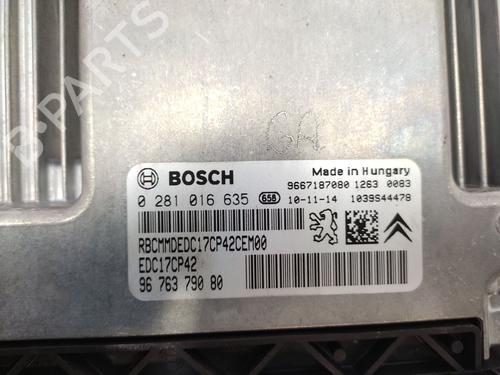 B-PARTS
GA
BOSCH
Made in Hungary
0 281 016 635
658
9667187080 1263 0083
10-11-14 1039S44478
RBCMMDEDC17CP42CEM00
EDC17CP42
96 763 790 80